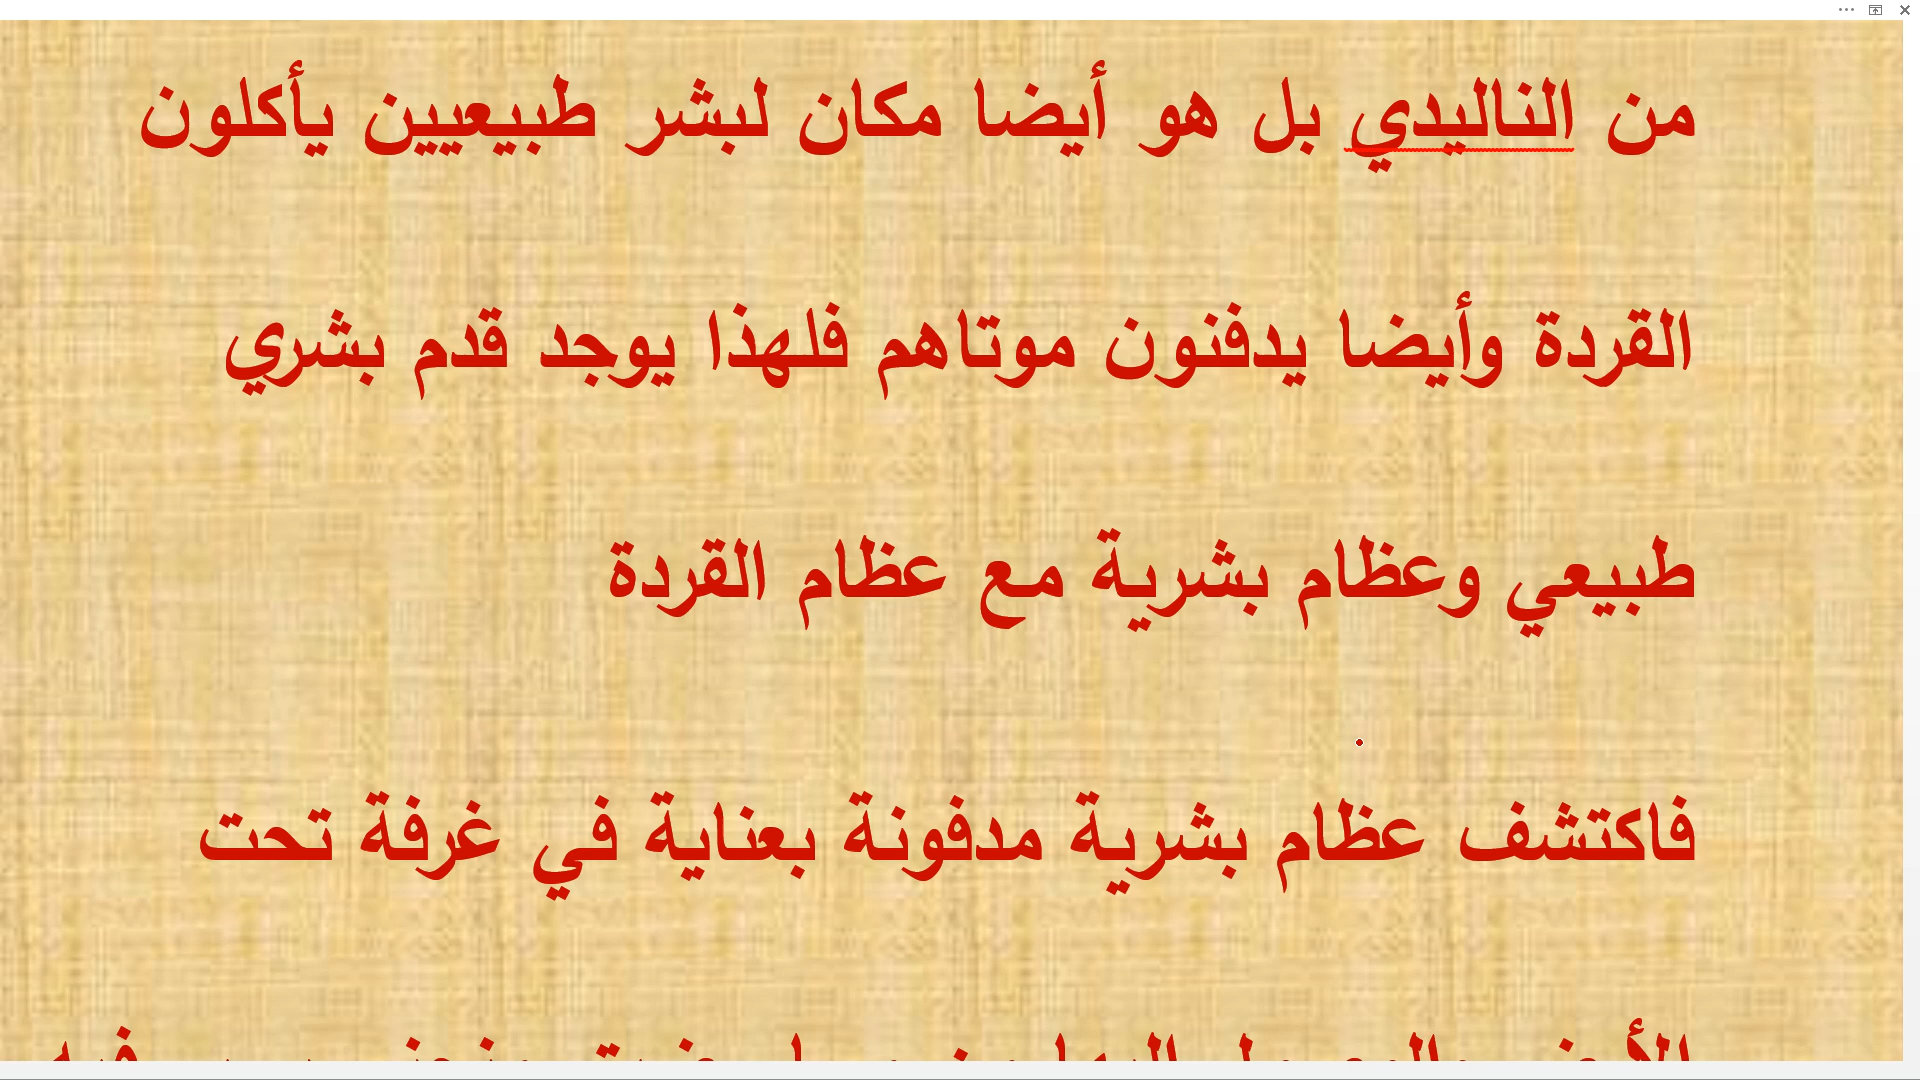 من الناليدي بل هو أيضا مكان لبشر طبيعيين يأكلون
القردة وأيضا يدفنون موتاهم فلهذا يوجد قدم بشري
طبيعي وعظام بشرية مع عظام القردة
فاكتشف عظام بشرية مدفونة بعناية في غرفة تحت